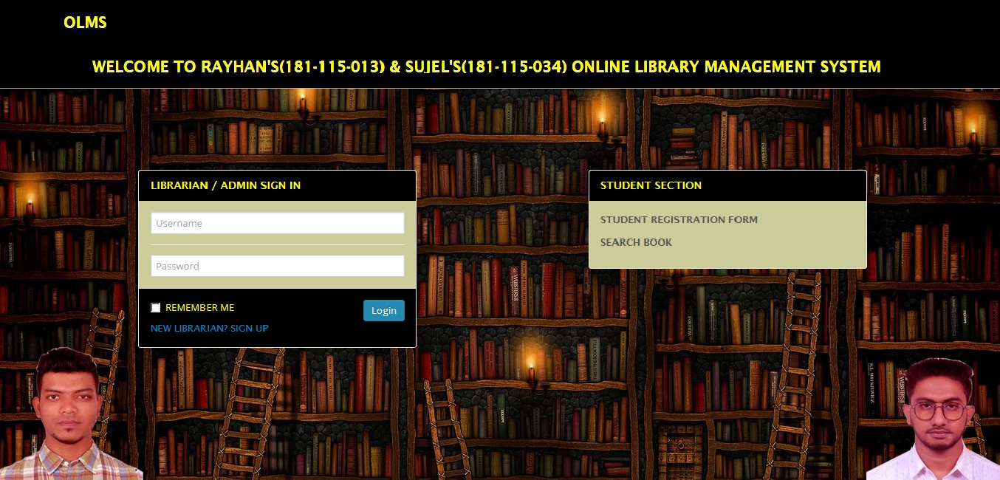 OLMS
WELCOME TO RAYHAN'S(181-115-013) & SUJEL'S(181-115-034) ONLINE LIBRARY MANAGEMENT SYSTEM
LIBRARIAN / ADMIN SIGN IN
Username
Password
REMEMBER ME
Login
NEW LIBRARIAN? SIGN UP
STUDENT SECTION
STUDENT REGISTRATION FORM
SEARCH BOOK